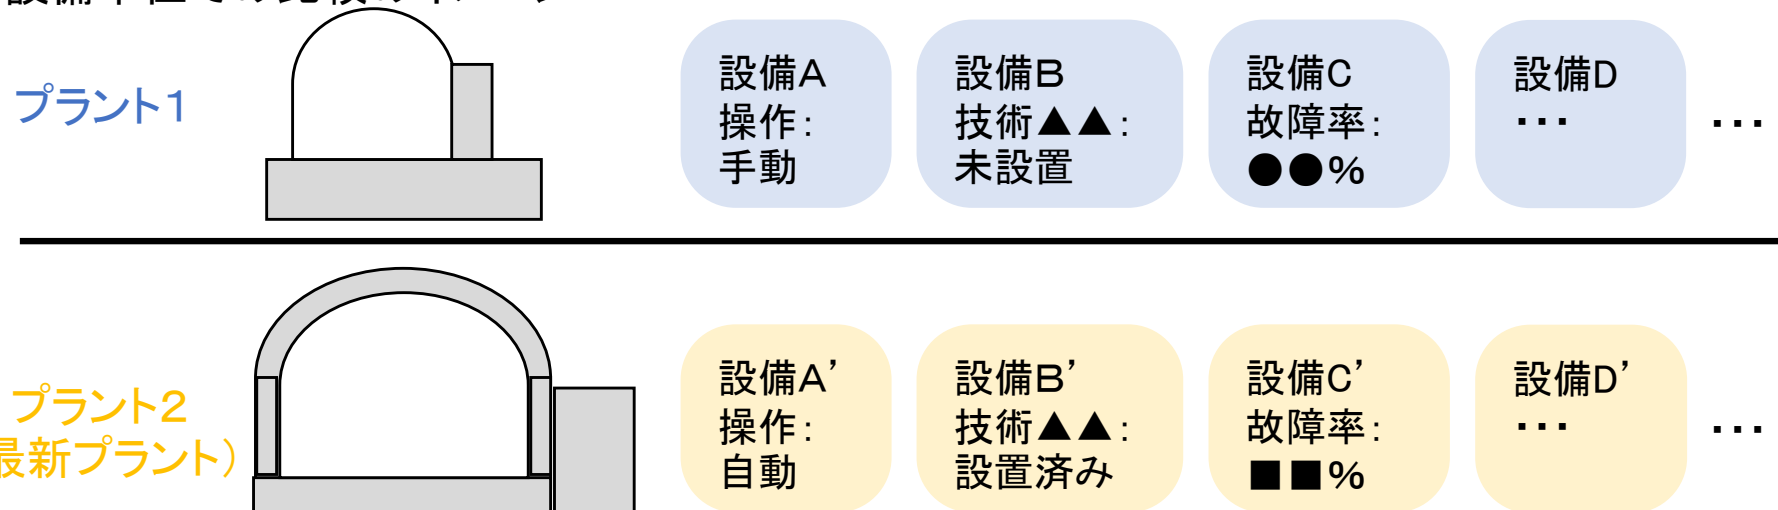 プラント１
設備A
操作：
手動
設備B
技術▲▲：
未設置
設備C
故障率：
●●%
設備D
・・・
・・・
プラント２
最新プラント）
設備A’
操作：
自動
設備B’
技術▲▲：
設置済み
設備C’
故障率：
■■%
設備D’
・・・
・・・